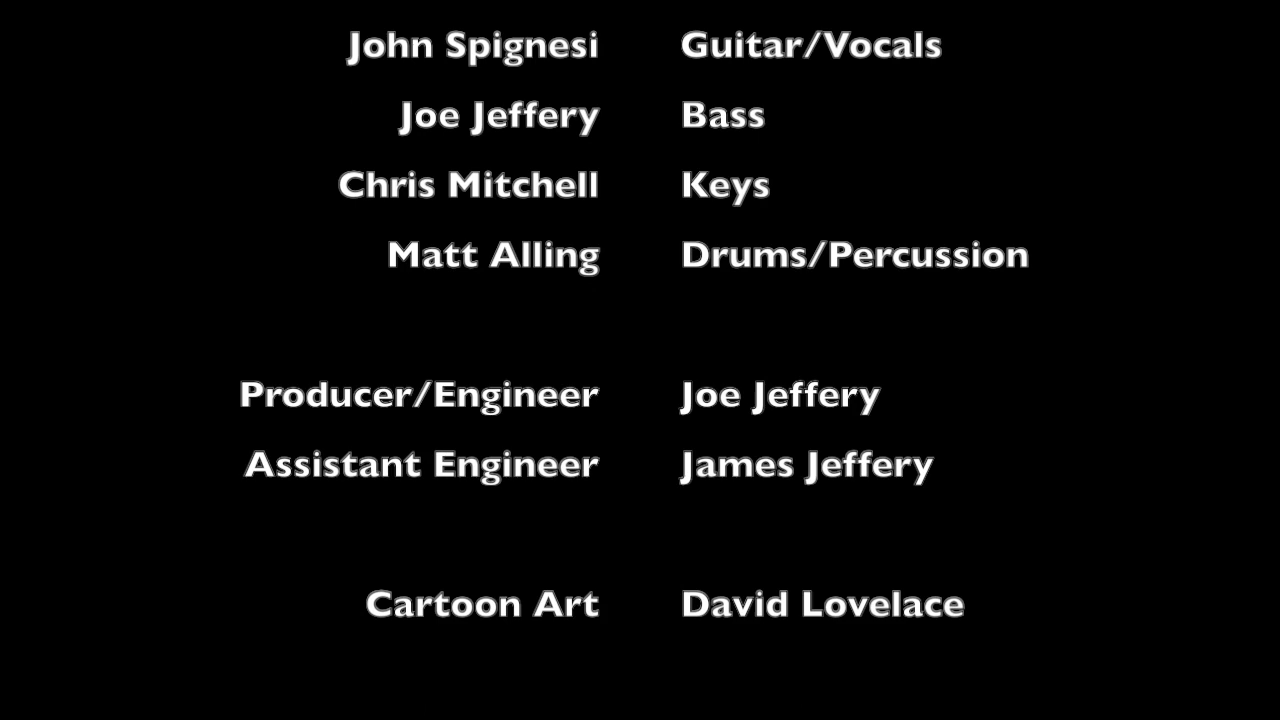 John Spignesi Guitar/Vocals
Joe Jeffery Bass
Chris Mitchell Keys
Matt Alling Drums/Percussion
Producer/Engineer Joe Jeffery
Assistant Engineer James Jeffery
Cartoon Art David Lovelace